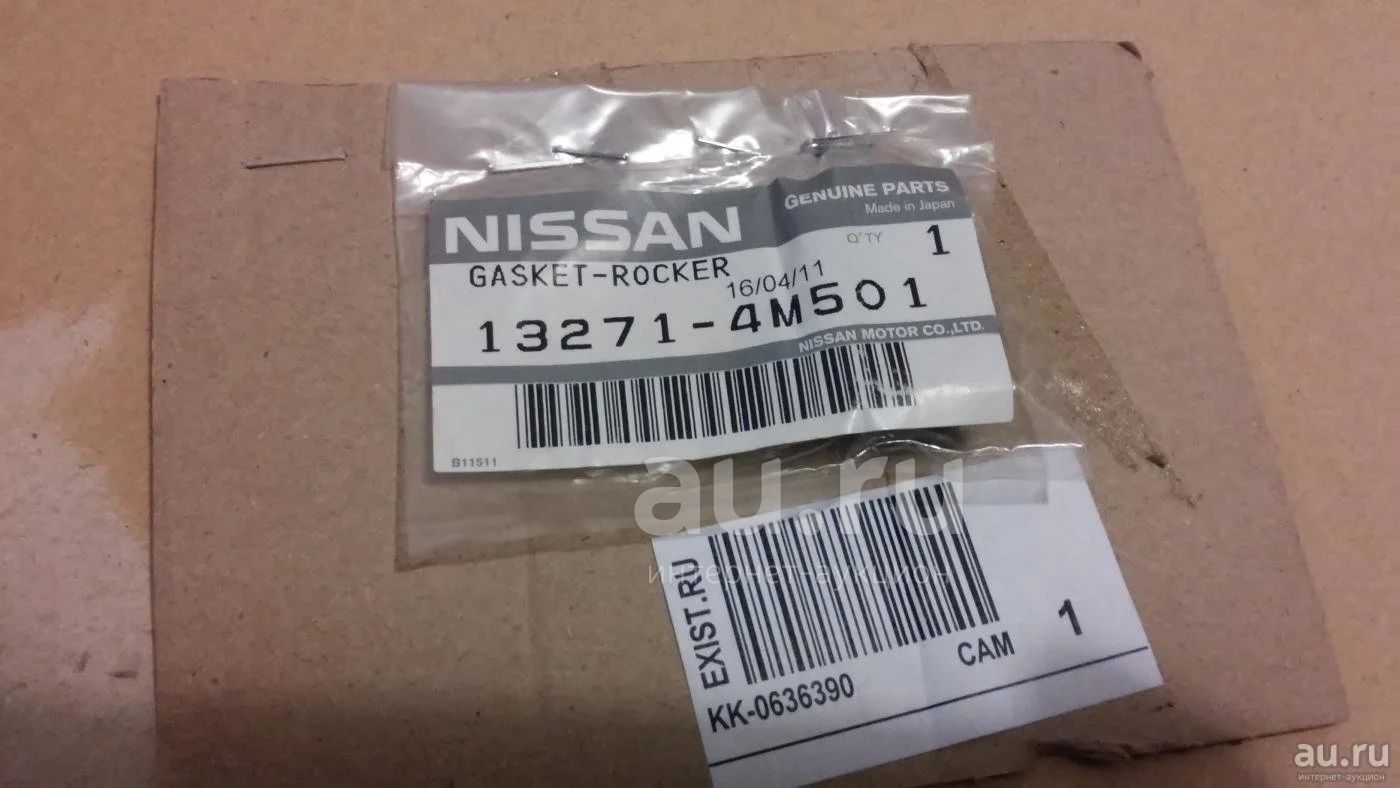 NISSAN
GENUINE PARTS
Made in Japan
GASKET-ROCKER
Q'TY 1
16/04/11
13271-4M501
NISSAN MOTOR CO.,LTD.
B11511
au.ru
интернет-аукцион
EXIST.RU
САМ 1
KK-0636390
au.ru
интернет-аукцион